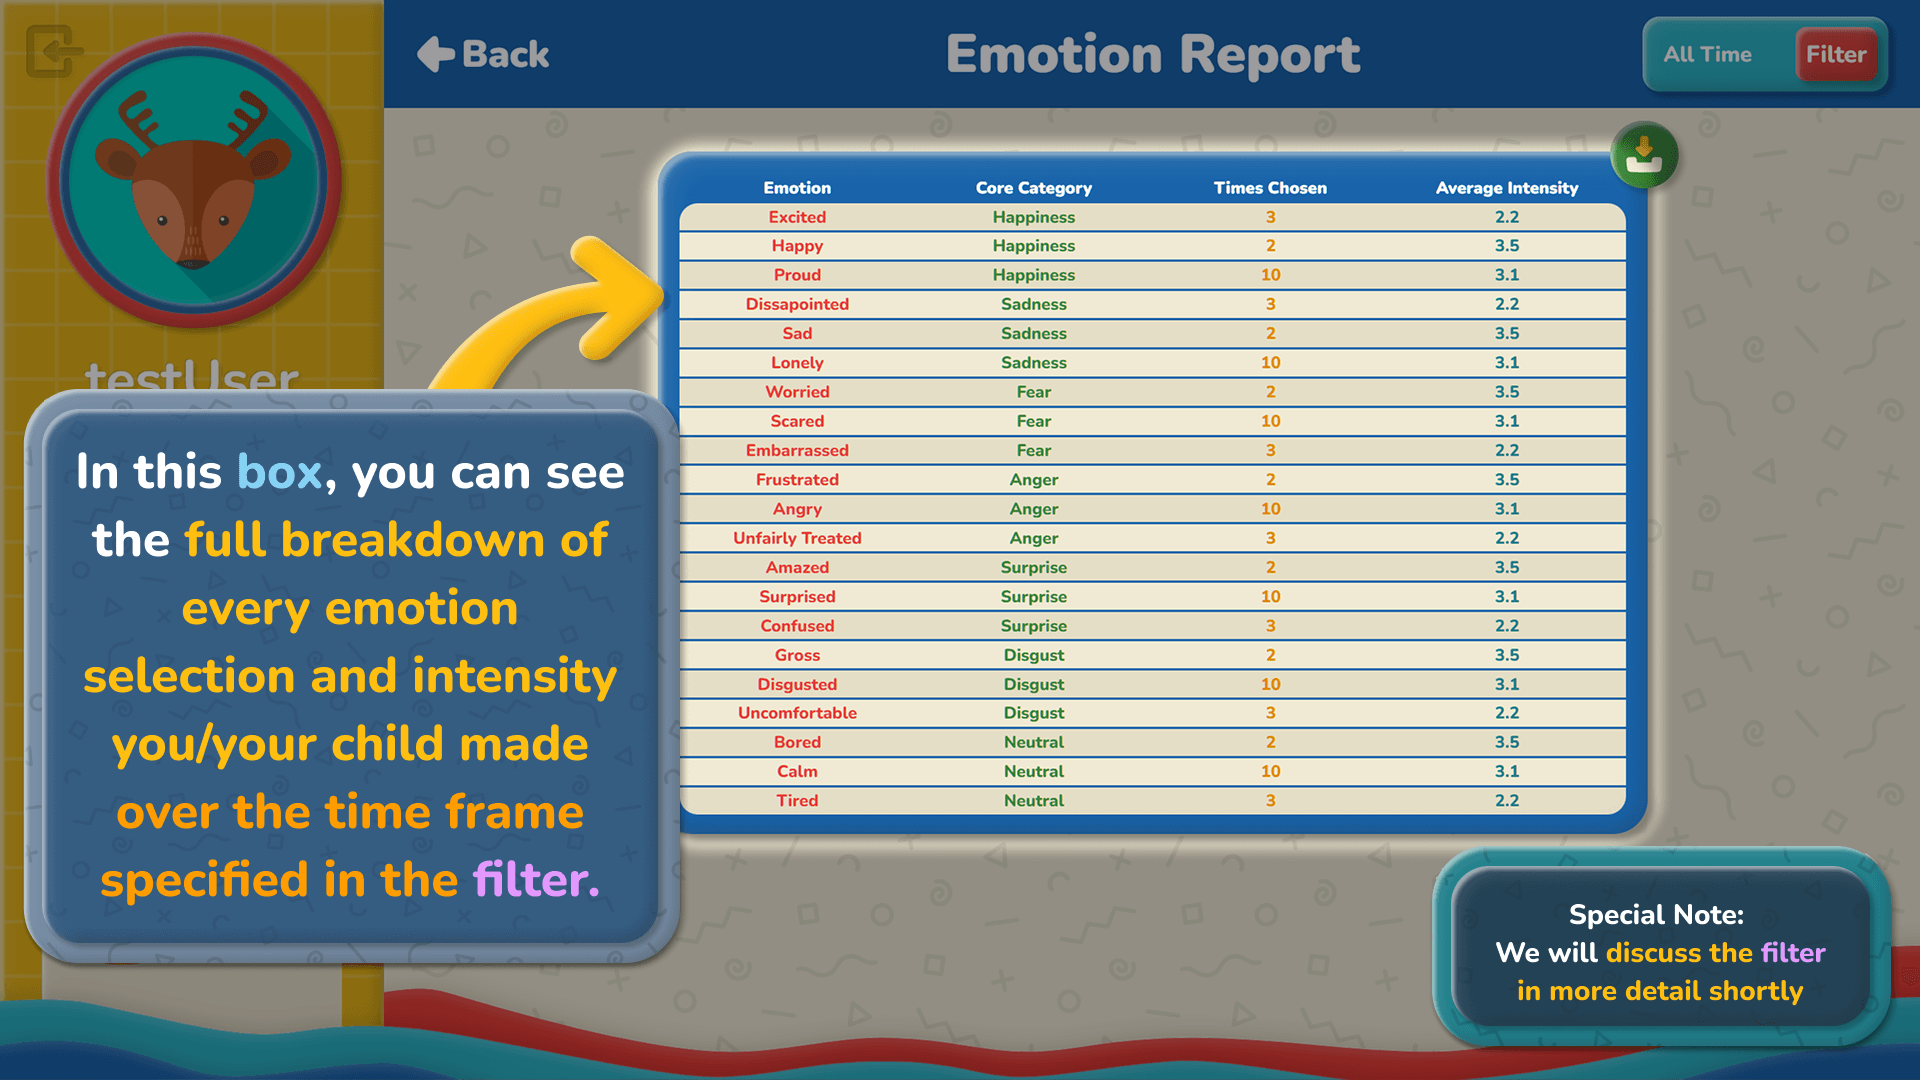 Back
Emotion Report
All Time
Filter
testUser
Emotion Core Category Times Chosen Average Intensity
Excited Happiness 3 2.2
Happy Happiness 2 3.5
Proud Happiness 10 3.1
Dissapointed Sadness 3 2.2
Sad Sadness 2 3.5
Lonely Sadness 10 3.1
Worried Fear 2 3.5
Scared Fear 10 3.1
Embarrassed Fear 3 2.2
Frustrated Anger 2 3.5
Angry Anger 10 3.1
Unfairly Treated Anger 3 2.2
Amazed Surprise 2 3.5
Surprised Surprise 10 3.1
Confused Surprise 3 2.2
Gross Disgust 2 3.5
Disgusted Disgust 10 3.1
Uncomfortable Disgust 3 2.2
Bored Neutral 2 3.5
Calm Neutral 10 3.1
Tired Neutral 3 2.2
In this box, you can see
the full breakdown of
every emotion
selection and intensity
you/your child made
over the time frame
specified in the filter.
Special Note:
We will discuss the filter
in more detail shortly